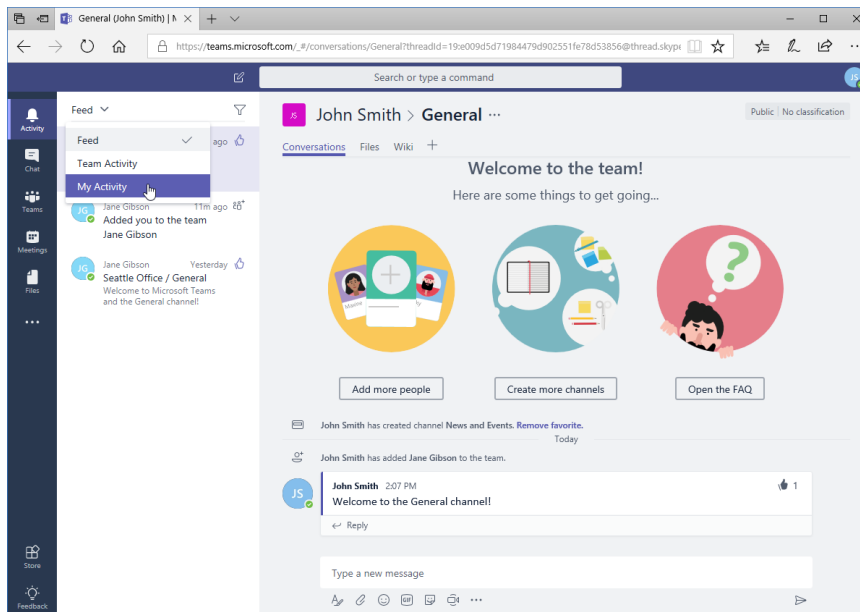 General (John Smith) | M
https://teams.microsoft.com/_#/conversations/General?threadId=19:e009d5d71984479d902551fe78d53856@thread.skype
Search or type a command
JS
Activity
Chat
Teams
Meetings
Files
Store
Feedback
Feed
Feed
Team Activity
My Activity
ago
JG
Jane Gibson
11m ago
Added you to the team
Jane Gibson
JG
Jane Gibson
Yesterday
Seattle Office / General
Welcome to Microsoft Teams
and the General channel!
JS
John Smith > General ...
Public
No classification
Conversations
Files
Wiki
Welcome to the team!
Here are some things to get going...
Maxine
Add more people
Create more channels
Open the FAQ
John Smith has created channel News and Events. Remove favorite.
Today
John Smith has added Jane Gibson to the team.
JS
John Smith 2:07 PM
1
Welcome to the General channel!
Reply
Type a new message
GIF